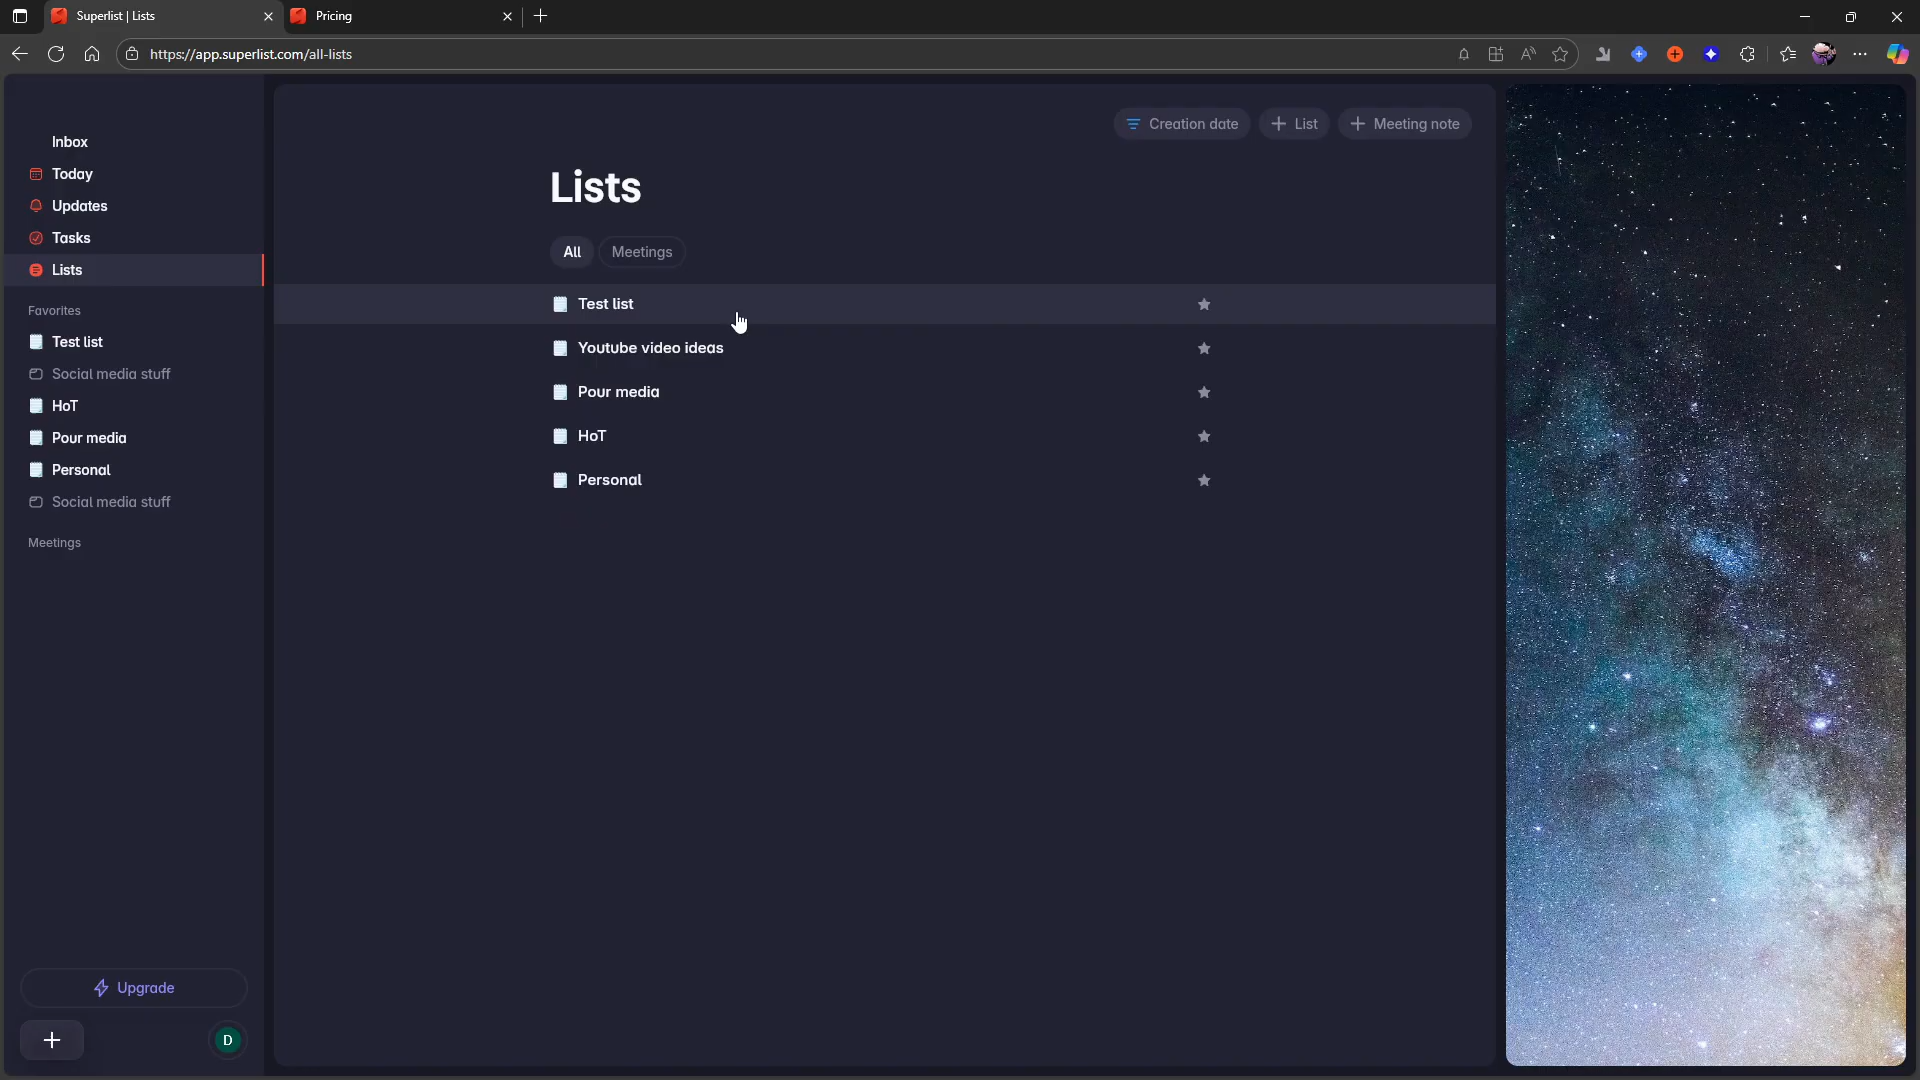 Superlist | Lists
Pricing
https://app.superlist.com/all-lists
Inbox
Today
Updates
Tasks
Lists
Favorites
Test list
Social media stuff
HoT
Pour media
Personal
Social media stuff
Meetings
Upgrade
D
Creation date
List
Meeting note
Lists
All
Meetings
Test list
Youtube video ideas
Pour media
HoT
Personal